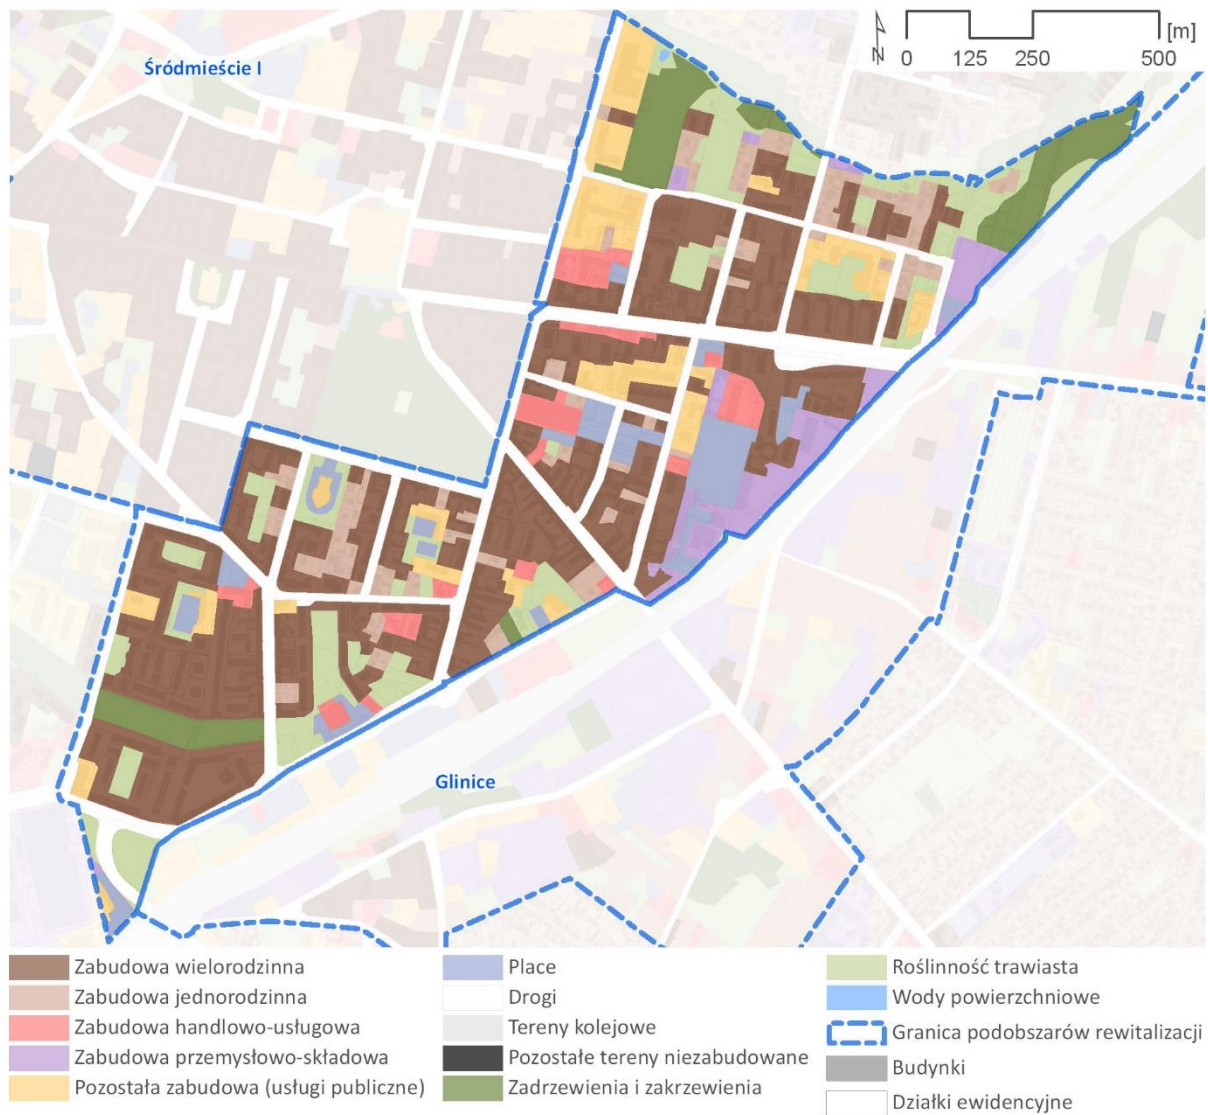 Śródmieście I
N
[m]
0 125 250 500
Glinice
Zabudowa wielorodzinna
Zabudowa jednorodzinna
Zabudowa handlowo-usługowa
Zabudowa przemysłowo-składowa
Pozostała zabudowa (usługi publiczne)
Place
Drogi
Tereny kolejowe
Pozostałe tereny niezabudowane
Zadrzewienia i zakrzewienia
Roślinność trawiasta
Wody powierzchniowe
Granica podobszarów rewitalizacji
Budynki
Działki ewidencyjne